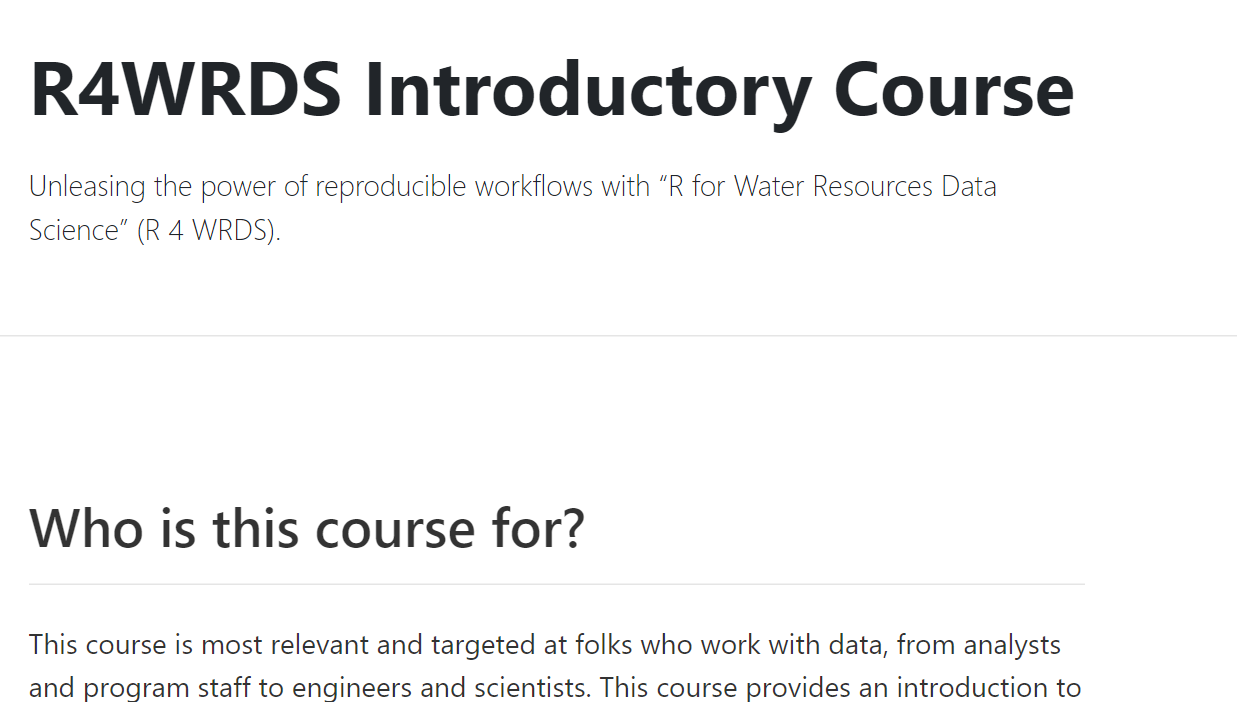 R4WRDS Introductory Course
Unleasing the power of reproducible workflows with “R for Water Resources Data
Science” (R 4 WRDS).
Who is this course for?
This course is most relevant and targeted at folks who work with data, from analysts
and program staff to engineers and scientists. This course provides an introduction to